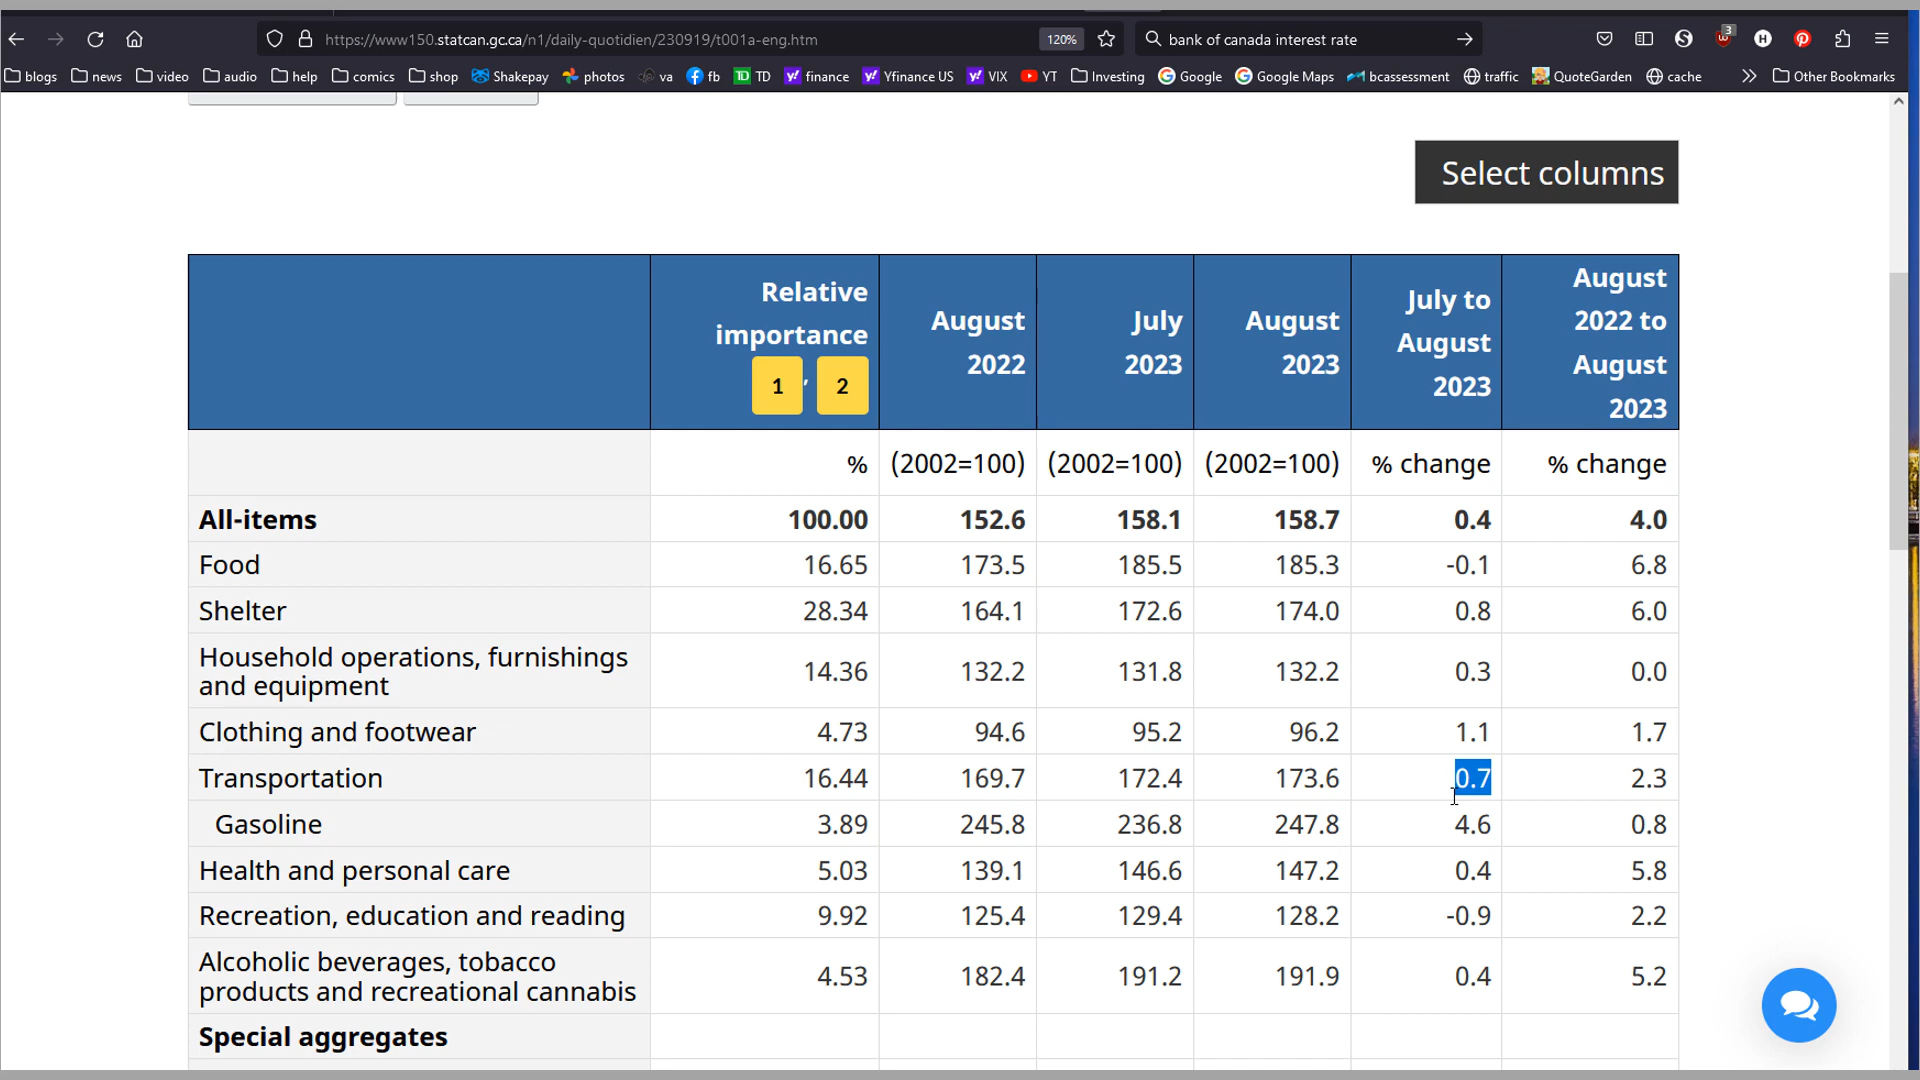 https://www150.statcan.gc.ca/n1/daily-quotidien/230919/t001a-eng.htm 120% bank of canada interest rate 3
blogs news video audio help comics shop Shakepay photos va fb TD TD finance Yfinance US VIX YT Investing Google Google Maps bcassessment traffic QuoteGarden cache Other Bookmarks
Select columns
Relative importance 1 , 2 August 2022 July 2023 August 2023 July to August 2023 August 2022 to August 2023
% (2002=100) (2002=100) (2002=100) % change % change
All-items 100.00 152.6 158.1 158.7 0.4 4.0
Food 16.65 173.5 185.5 185.3 -0.1 6.8
Shelter 28.34 164.1 172.6 174.0 0.8 6.0
Household operations, furnishings
and equipment 14.36 132.2 131.8 132.2 0.3 0.0
Clothing and footwear 4.73 94.6 95.2 96.2 1.1 1.7
Transportation 16.44 169.7 172.4 173.6 0.7 2.3
Gasoline 3.89 245.8 236.8 247.8 4.6 0.8
Health and personal care 5.03 139.1 146.6 147.2 0.4 5.8
Recreation, education and reading 9.92 125.4 129.4 128.2 -0.9 2.2
Alcoholic beverages, tobacco
products and recreational cannabis 4.53 182.4 191.2 191.9 0.4 5.2
Special aggregates